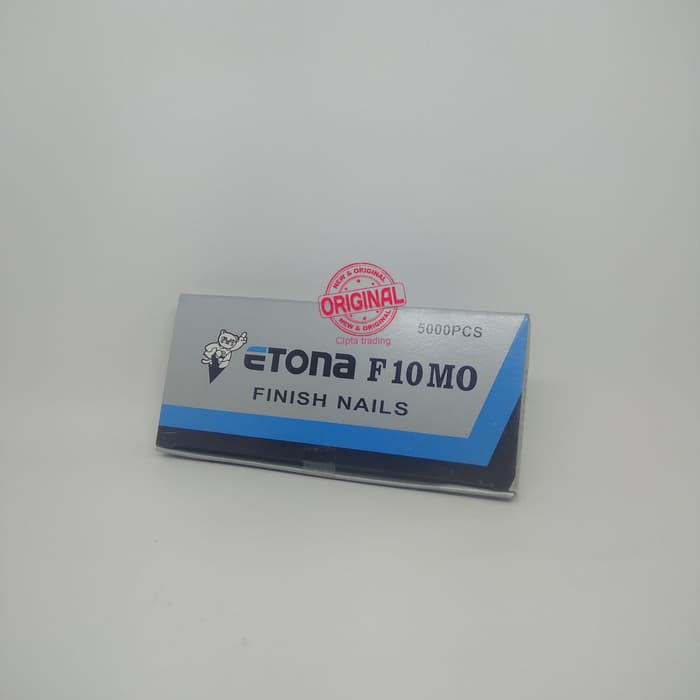 NEW & ORIGINAL
ORIGINAL
NEW & ORIGINAL
Cipta trading
5000PCS
ETONA F10MO
FINISH NAILS